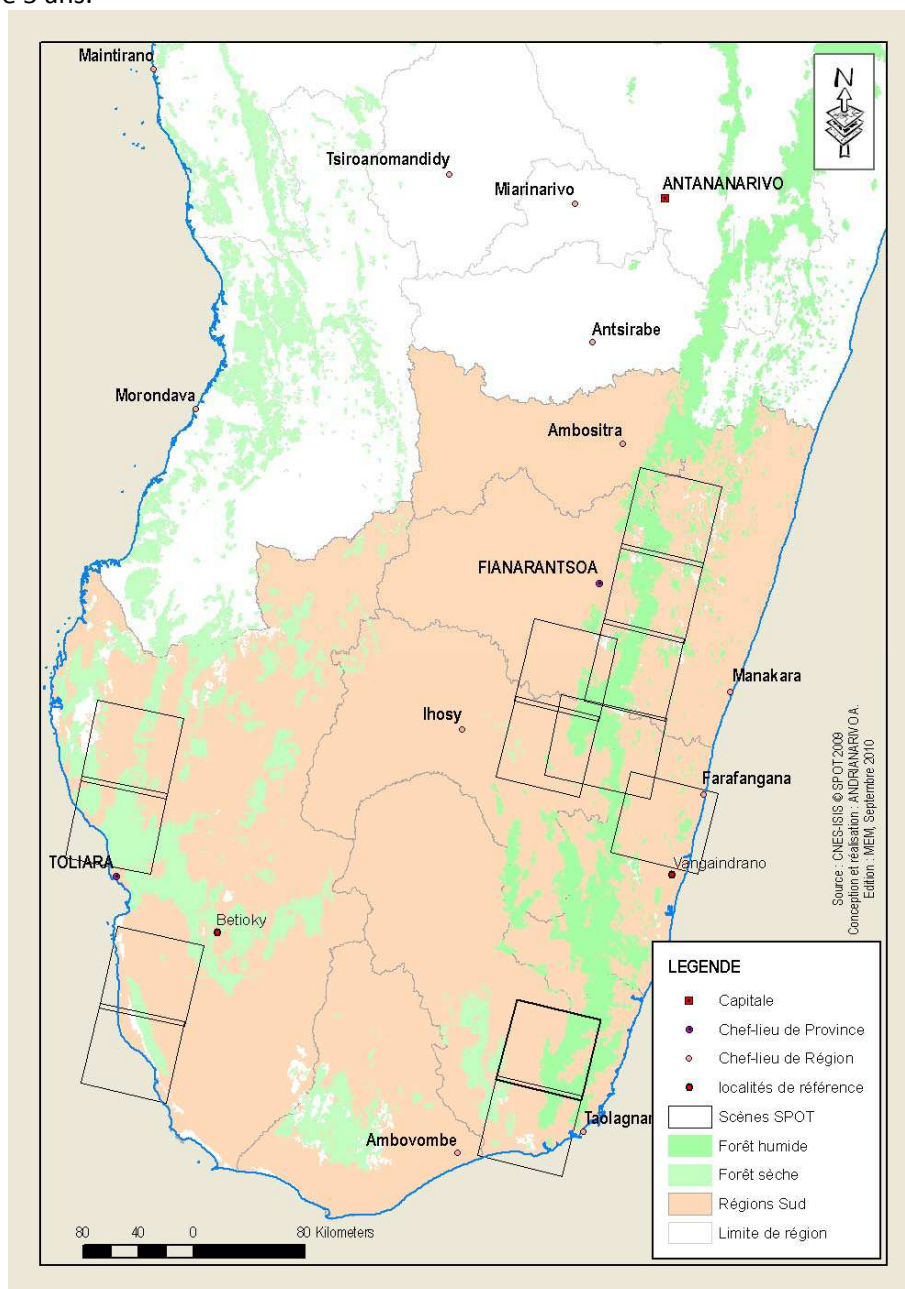 e 5 ans.
Maintirano
N
Tsiroanomandidy
Miarinarivo
ANTANANARIVO
Antsirabe
Morondava
Ambositra
FIANARANTSOA
Manakara
Ihosy
Farafangana
TOLIARA
Vangaindrano
Betioky
Source : CNES-ISIS © SPOT 2009
Conception et réalisation : ANDRIANARIVO A.
Edition : MEM, Septembre 2010
Taolagnar
Ambovombe
LEGENDE
Capitale
Chef-lieu de Province
Chef-lieu de Région
localités de référence
Scènes SPOT
Forêt humide
Forêt sèche
Régions Sud
Limite de région
80 40 0 80 Kilometers